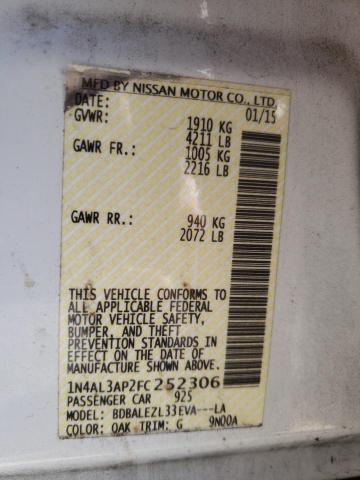 MFD BY NISSAN MOTOR CO., LTD.
DATE: 01/15
GVWR: 1910 KG
4211 LB
GAWR FR.: 1005 KG
2216 LB
GAWR RR.: 940 KG
2072 LB
THIS VEHICLE CONFORMS TO
ALL APPLICABLE FEDERAL
MOTOR VEHICLE SAFETY,
BUMPER, AND THEFT
PREVENTION STANDARDS IN
EFFECT ON THE DATE OF
MANUFACTURE SHOWN ABOVE.
1N4AL3AP2FC252306
PASSENGER CAR 925
MODEL: BDBALEZL33EVA---LA
COLOR: QAK TRIM: G 9N00A